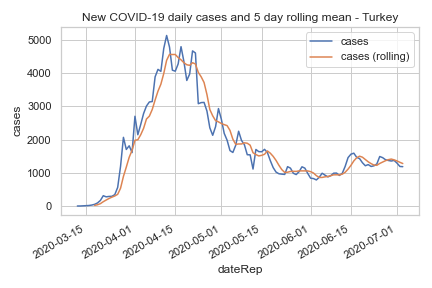 New COVID-19 daily cases and 5 day rolling mean - Turkey
cases
cases (rolling)
5000
4000
3000
2000
1000
0
cases
2020-03-15
2020-04-01
2020-04-15
2020-05-01
2020-05-15
2020-06-01
2020-06-15
2020-07-01
dateRep